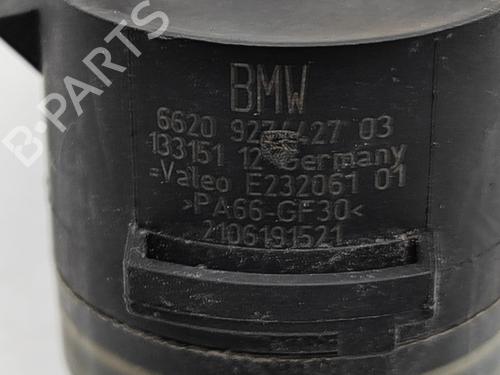 BMW
6620 9274427 03
133151 12 Germany
=Valeo E232061 01
>PA66-GF30<
2106191521
B-Parts